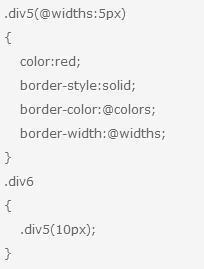 .div5(@widths:5px)
{
color:red;
border-style:solid;
border-color:@colors;
border-width:@widths;
}
.div6
{
.div5(10px);
}